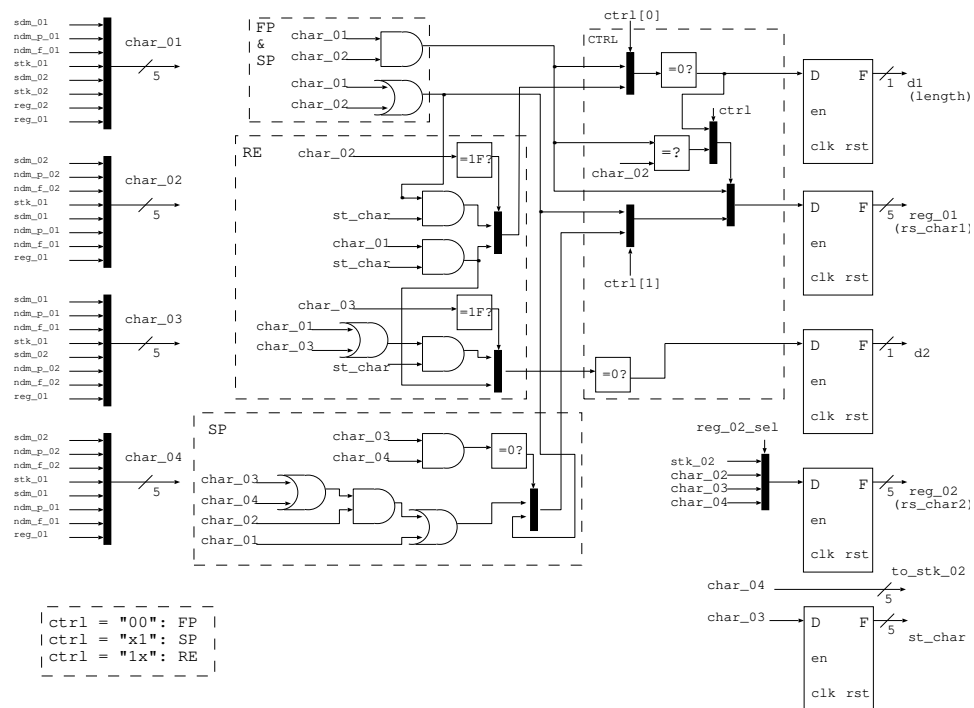 sdm_01
ndm_p_01
ndm_f_01
stk_01
sdm_02
stk_02
reg_02
reg_01
char_01
5
sdm_02
ndm_p_02
ndm_f_02
stk_01
sdm_01
ndm_p_01
ndm_f_01
reg_01
char_02
5
sdm_01
ndm_p_01
ndm_f_01
stk_01
sdm_02
ndm_p_02
ndm_f_02
reg_01
char_03
5
sdm_02
ndm_p_02
ndm_f_02
stk_01
sdm_01
ndm_p_01
ndm_f_01
reg_01
char_04
5
FP
&
SP
char_01
char_02
char_01
char_02
RE
char_02
=1F?
st_char
char_01
st_char
char_03
=1F?
char_01
char_03
st_char
SP
char_03
char_04
=0?
char_03
char_04
char_02
char_01
ctrl[0]
CTRL
=0?
ctrl
=?
char_02
ctrl[1]
=0?
D F
en
clk rst
1
d1
(length)
D F
en
clk rst
5
reg_01
(rs_char1)
D F
en
clk rst
1
d2
reg_02_sel
stk_02
char_02
char_03
char_04
D F
en
clk rst
5
reg_02
(rs_char2)
char_04
to_stk_02
5
char_03
D F
en
clk rst
5
st_char
ctrl = "00": FP
ctrl = "x1": SP
ctrl = "1x": RE